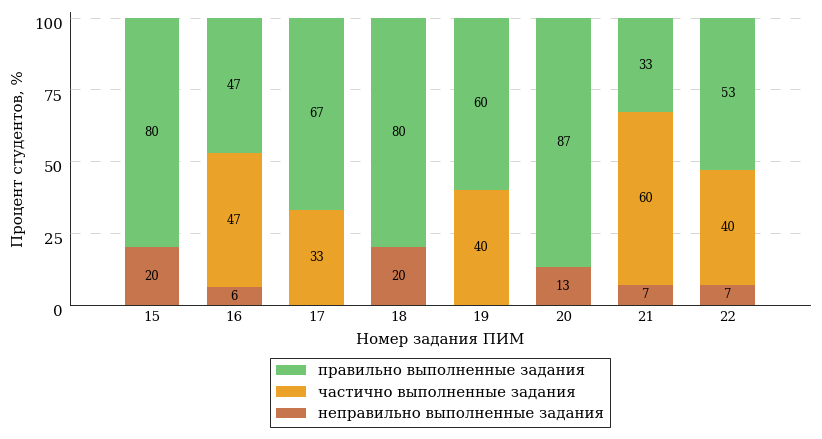 100
75
50
25
0
Процент студентов, %
80 20
47 47 6
67 33
80 20
60 40
87 13
33 60 7
53 40 7
15 16 17 18 19 20 21 22
Номер задания ПИМ
правильно выполненные задания
частично выполненные задания
неправильно выполненные задания